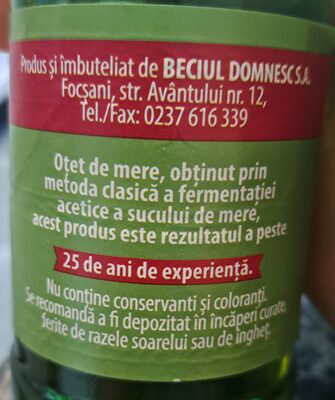 Produs și îmbuteliat de BECIUL DOMNESC S.A.
Focșani, str. Avântului nr. 12,
Tel./Fax: 0237 616 339
Oțet de mere, obținut prin
metoda clasică a fermentației
acetice a sucului de mere,
acest produs este rezultatul a peste
25 de ani de experiență.
Nu conține conservanti și coloranți.
Se recomandă a fi depozitat în încăperi curate,
ferite de razele soarelui sau de îngheț.